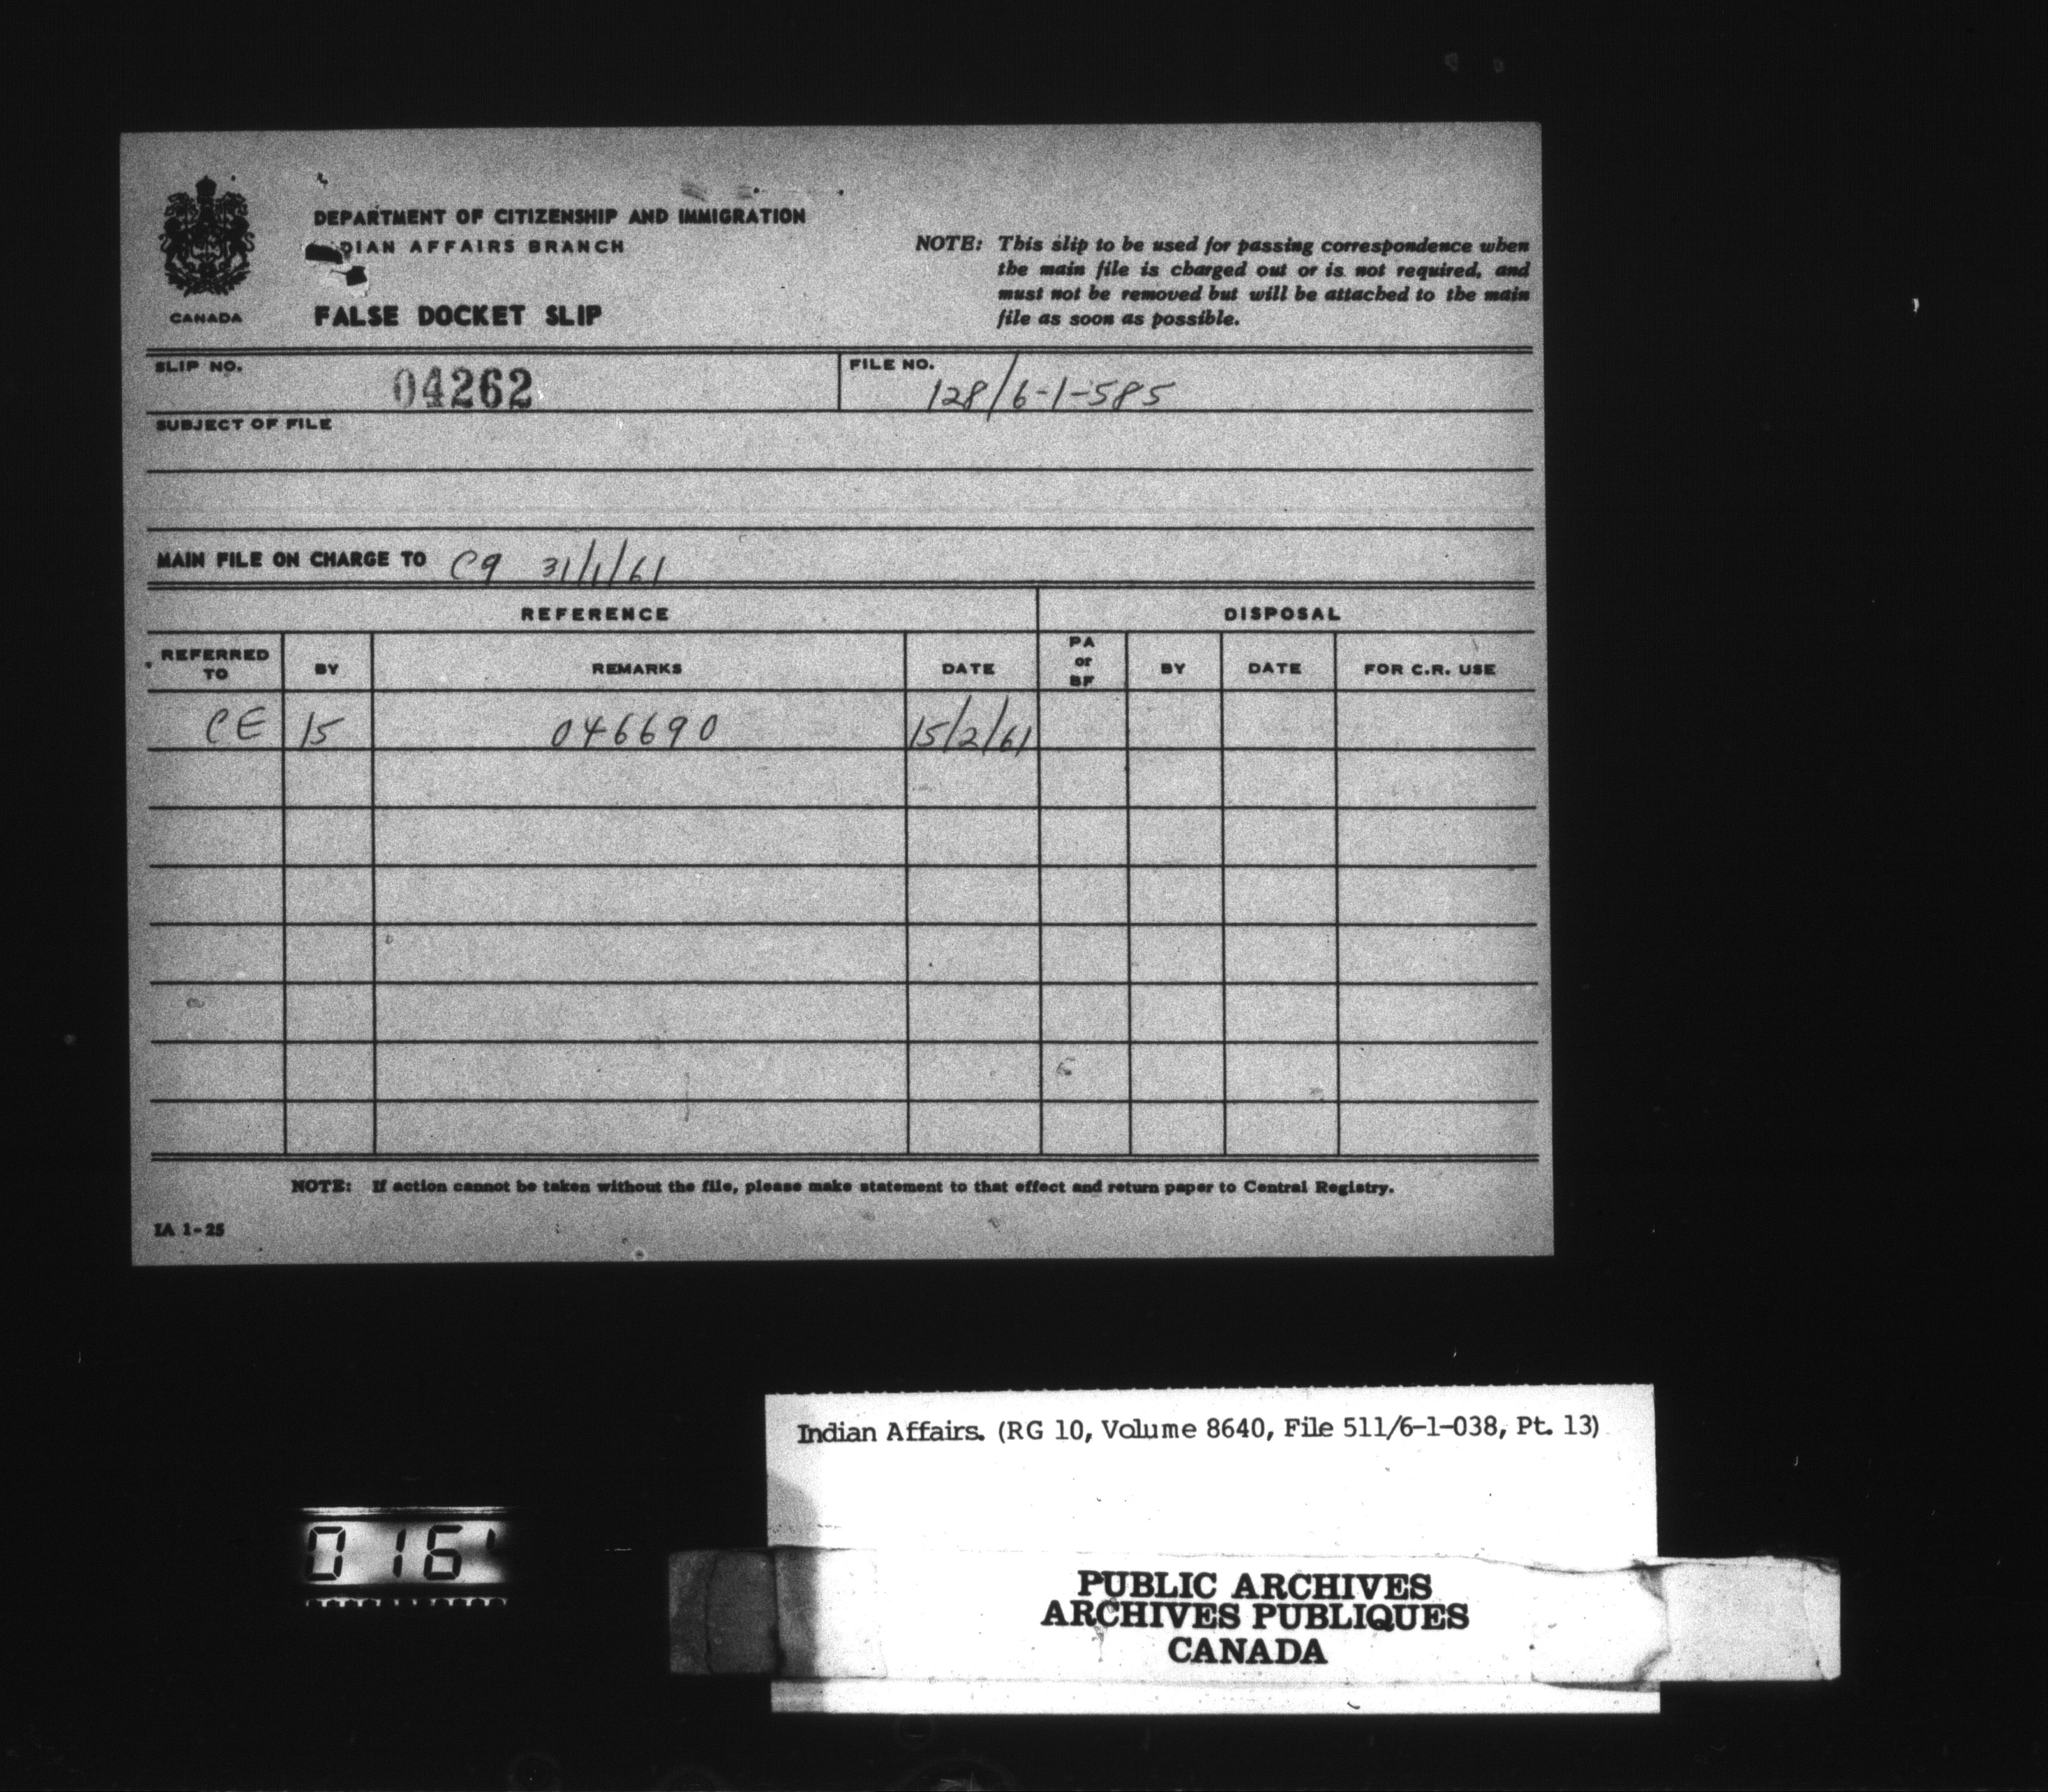 DEPARTMENT OF CITIZENSHIP AND IMMIGRATION
DIAN AFFAIRS BRANCH
FALSE DOCKET SLIP
CANADA
NOTE: This slip to be used for passing correspondence when
the main file is charged out or is not required, and
must not be removed but will be attached to the main
file as soon as possible.
SLIP NO. 04262 FILE NO. 128/6-1-585
SUBJECT OF FILE
MAIN FILE ON CHARGE TO C9 31/1/61
REFERENCE DISPOSAL
REFERRED TO BY REMARKS DATE PA or BF BY DATE FOR C.R. USE
CE 15 046690 15/2/61
NOTE: If action cannot be taken without the file, please make statement to that effect and return paper to Central Registry.
IA 1-25
Indian Affairs. (RG 10, Volume 8640, File 511/6-1-038, Pt. 13)
0161
PUBLIC ARCHIVES
ARCHIVES PUBLIQUES
CANADA